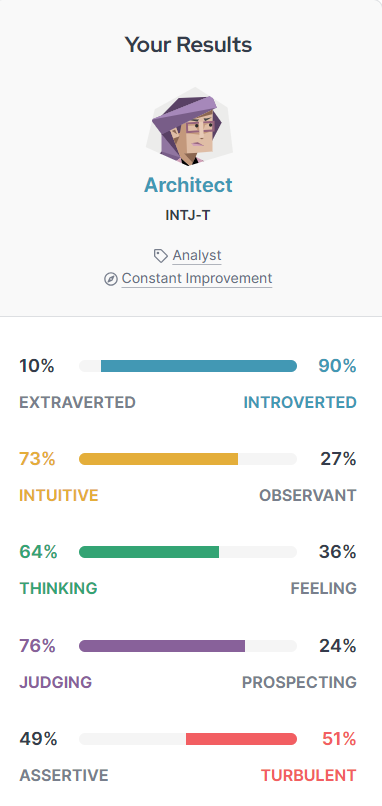 Your Results
Architect
INTJ-T
Analyst
Constant Improvement
10% 90%
EXTRAVERTED INTROVERTED
73% 27%
INTUITIVE OBSERVANT
64% 36%
THINKING FEELING
76% 24%
JUDGING PROSPECTING
49% 51%
ASSERTIVE TURBULENT